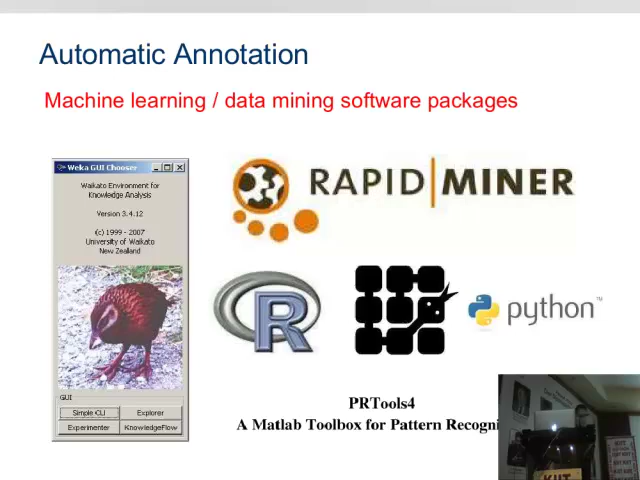 Automatic Annotation
Machine learning / data mining software packages
Weka GUI Chooser
Waikato Environment for
Knowledge Analysis
Version 3.4.12
(c) 1999 - 2007
University of Waikato
New Zealand
GUI
Simple CLI
Explorer
Experimenter
KnowledgeFlow
RAPID|MINER
R
python™
PRTools4
A Matlab Toolbox for Pattern Recogni